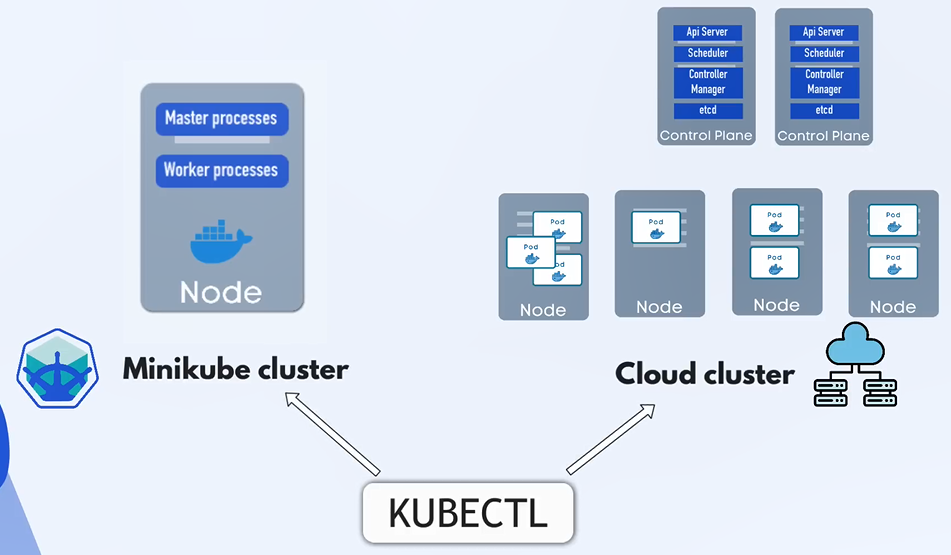 Master processes
Worker processes
Node
Minikube cluster
Api Server
Scheduler
Controller
Manager
etcd
Control Plane
Api Server
Scheduler
Controller
Manager
etcd
Control Plane
Pod
Pod
Pod
Node
Pod
Node
Pod
Pod
Node
Pod
Pod
Node
Cloud cluster
KUBECTL